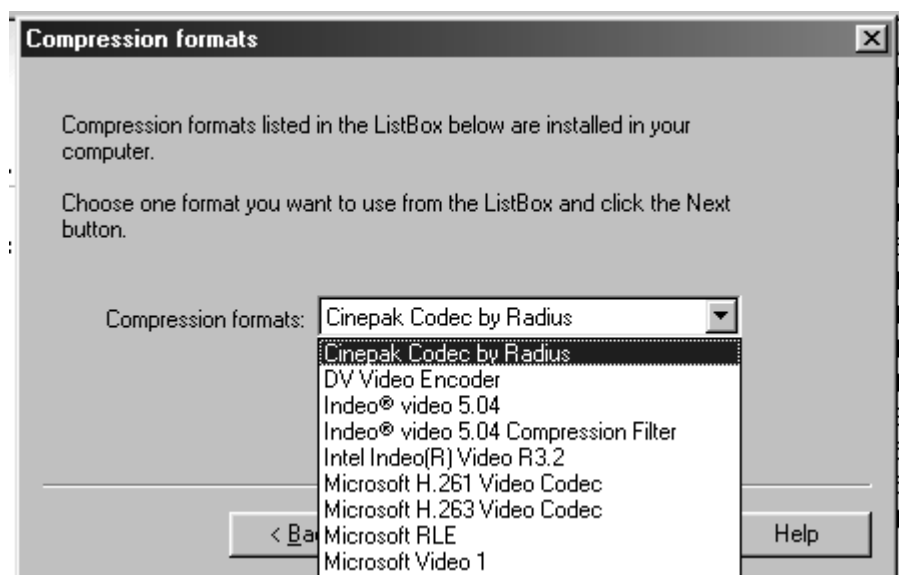 Compression formats
Compression formats listed in the ListBox below are installed in your
computer.
Choose one format you want to use from the ListBox and click the Next
button.
Compression formats: Cinepak Codec by Radius
Cinepak Codec by Radius
DV Video Encoder
Indeo® video 5.04
Indeo® video 5.04 Compression Filter
Intel Indeo(R) Video R3.2
Microsoft H.261 Video Codec
Microsoft H.263 Video Codec
Microsoft RLE
Microsoft Video 1
< Ba
Help